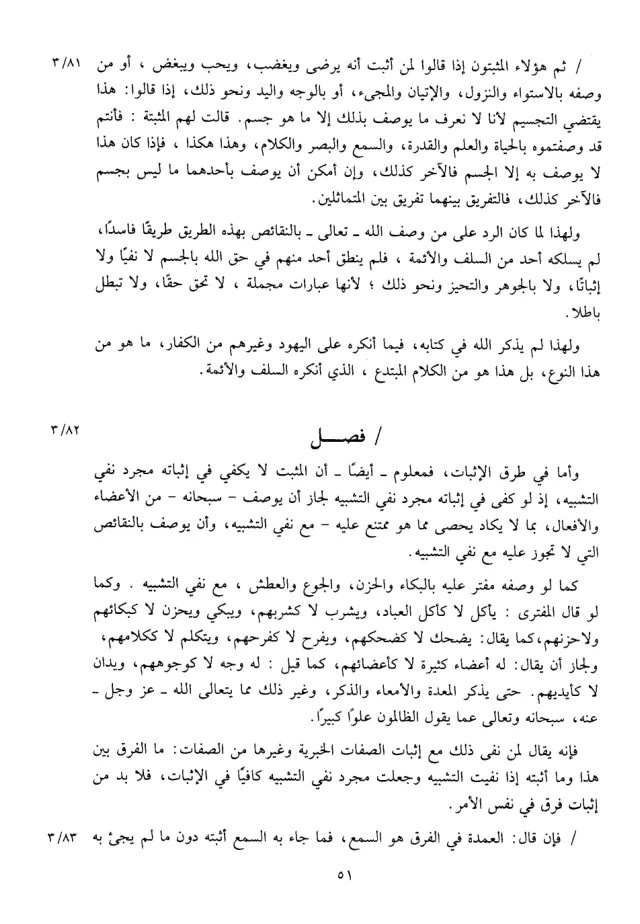 / ثم هؤلاء المثبتون إذا قالوا لمن أثبت أنه يرضى ويغضب، ويحب ويبغض ، أو من ٣/٨١
وصفه بالاستواء والنزول، والإتيان والمجىء، أو بالوجه واليد ونحو ذلك، إذا قالوا: هذا
يقتضي التجسيم لأنا لا نعرف ما يوصف بذلك إلا ما هو جسم. قالت لهم المثبتة : فأنتم
قد وصفتموه بالحياة والعلم والقدرة، والسمع والبصر والكلام، وهذا هكذا ، فإذا كان هذا
لا يوصف به إلا الجسم فالآخر كذلك، وإن أمكن أن يوصف بأحدهما ما ليس بجسم
فالآخر كذلك، فالتفريق بينهما تفريق بين المتماثلين.
ولهذا لما كان الرد على من وصف الله ـ تعالى ـ بالنقائص بهذه الطريق طريقًا فاسدًا،
لم يسلكه أحد من السلف والأئمة ، فلم ينطق أحد منهم في حق الله بالجسم لا نفيًا ولا
إثباتًا، ولا بالجوهر والتحيز ونحو ذلك ؛ لأنها عبارات مجملة ، لا تحق حقًا، ولا تبطل
باطلا.
ولهذا لم يذكر الله في كتابه، فيما أنكره على اليهود وغيرهم من الكفار، ما هو من
هذا النوع، بل هذا هو من الكلام المبتدع ، الذي أنكره السلف والأئمة.
/ فصـــل ٣/٨٢
وأما في طرق الإثبات، فمعلوم ـ أيضًا ـ أن المثبت لا يكفي في إثباته مجرد نفي
التشبيه، إذ لو كفى في إثباته مجرد نفي التشبيه لجاز أن يوصف – سبحانه – من الأعضاء
والأفعال، بما لا يكاد يحصى مما هو ممتنع عليه – مع نفي التشبيه، وأن يوصف بالنقائص
التي لا تجوز عليه مع نفي التشبيه.
كما لو وصفه مفتر عليه بالبكاء والحزن، والجوع والعطش ، مع نفي التشبيه . وكما
لو قال المفترى : يأكل لا كأكل العباد، ويشرب لا كشربهم، ويبكي ويحزن لا كبكائهم
ولاحزنهم،كما يقال: يضحك لا كضحكهم، ويفرح لا كفرحهم، ويتكلم لا ككلامهم،
ولجاز أن يقال: له أعضاء كثيرة لا كأعضائهم، كما قيل : له وجه لا كوجوههم، ويدان
لا كأيديهم. حتى يذكر المعدة والأمعاء والذكر، وغير ذلك مما يتعالى الله ـ عز وجل ـ
عنه، سبحانه وتعالى عما يقول الظالمون علوًا كبيرًا.
فإنه يقال لمن نفى ذلك مع إثبات الصفات الخبرية وغيرها من الصفات: ما الفرق بين
هذا وما أثبته إذا نفيت التشبيه وجعلت مجرد نفي التشبيه كافيًا في الإثبات، فلا بد من
إثبات فرق في نفس الأمر.
/ فإن قال: العمدة في الفرق هو السمع، فما جاء به السمع أثبته دون ما لم يجئ به ٣/٨٣
٥١